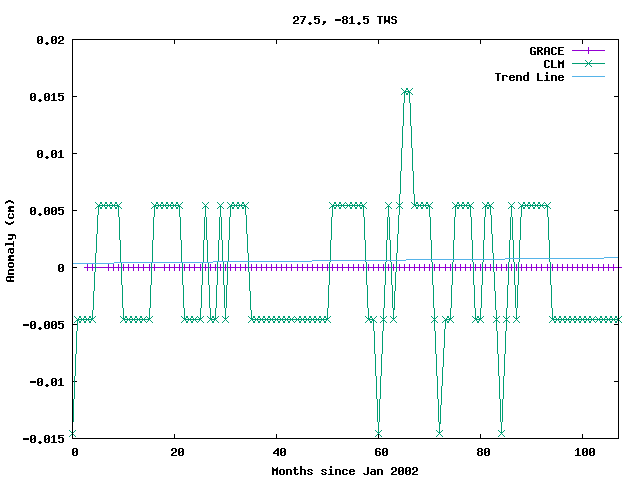 27.5, -81.5 TWS
GRACE
CLM
Trend Line
0.02
0.015
0.01
0.005
0
-0.005
-0.01
-0.015
Anomaly (cm)
0 20 40 60 80 100
Months since Jan 2002